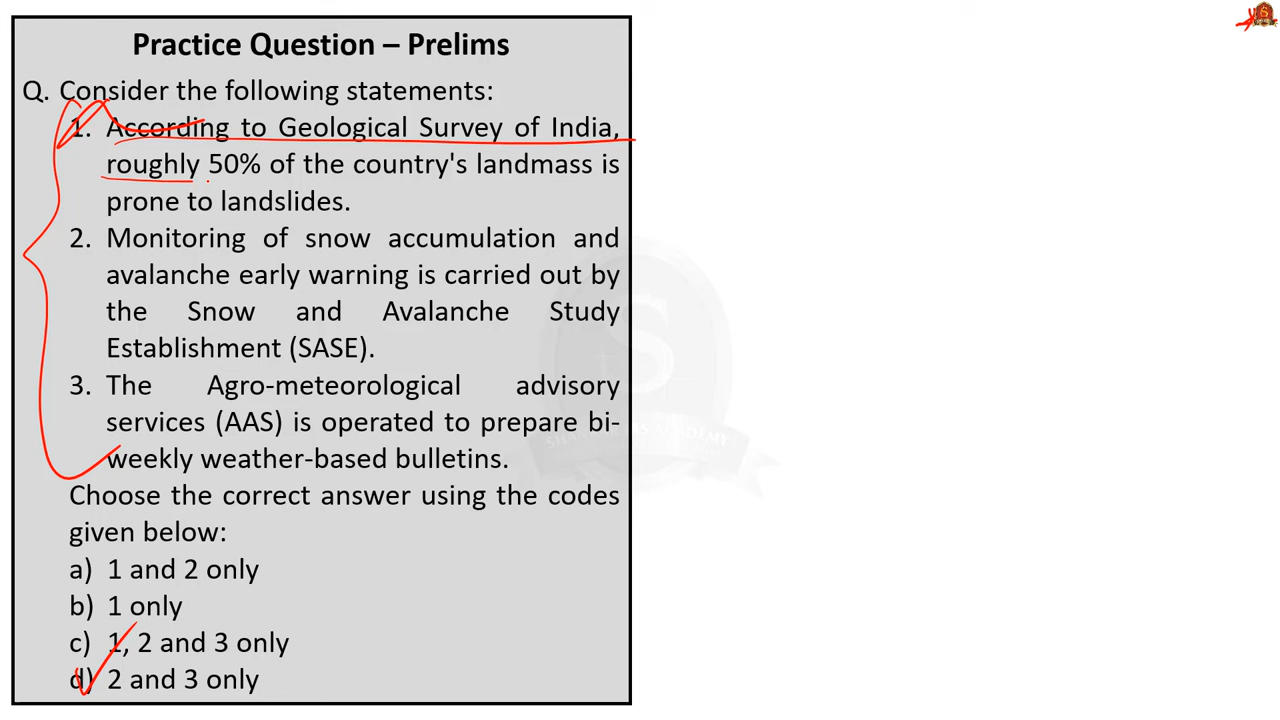 Practice Question – Prelims
Q. Consider the following statements:
1. According to Geological Survey of India,
roughly 50% of the country's landmass is
prone to landslides.
2. Monitoring of snow accumulation and
avalanche early warning is carried out by
the Snow and Avalanche Study
Establishment (SASE).
3. The Agro-meteorological advisory
services (AAS) is operated to prepare bi-
weekly weather-based bulletins.
Choose the correct answer using the codes
given below:
a) 1 and 2 only
b) 1 only
c) 1, 2 and 3 only
d) 2 and 3 only